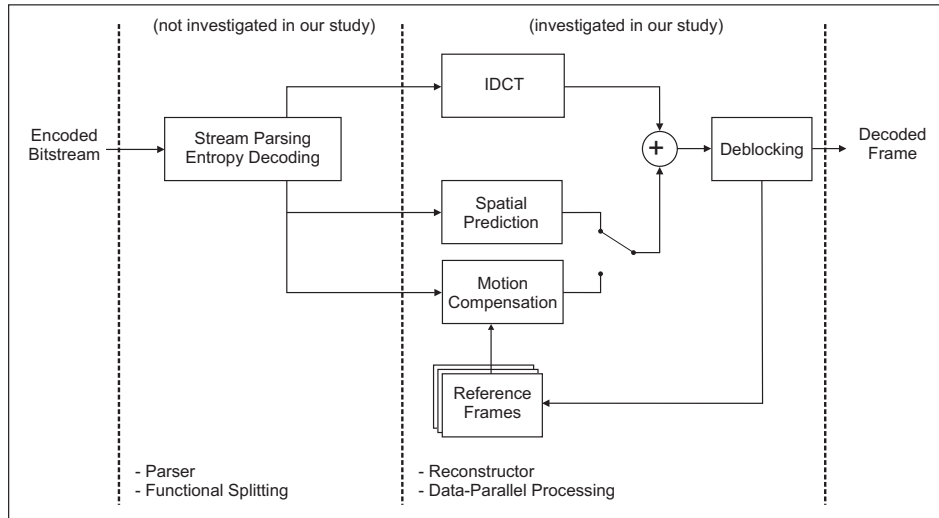 (not investigated in our study)
(investigated in our study)
IDCT
Encoded
Bitstream
Stream Parsing
Entropy Decoding
+
Deblocking
Decoded
Frame
Spatial
Prediction
Motion
Compensation
Reference
Frames
- Parser
- Functional Splitting
- Reconstructor
- Data-Parallel Processing